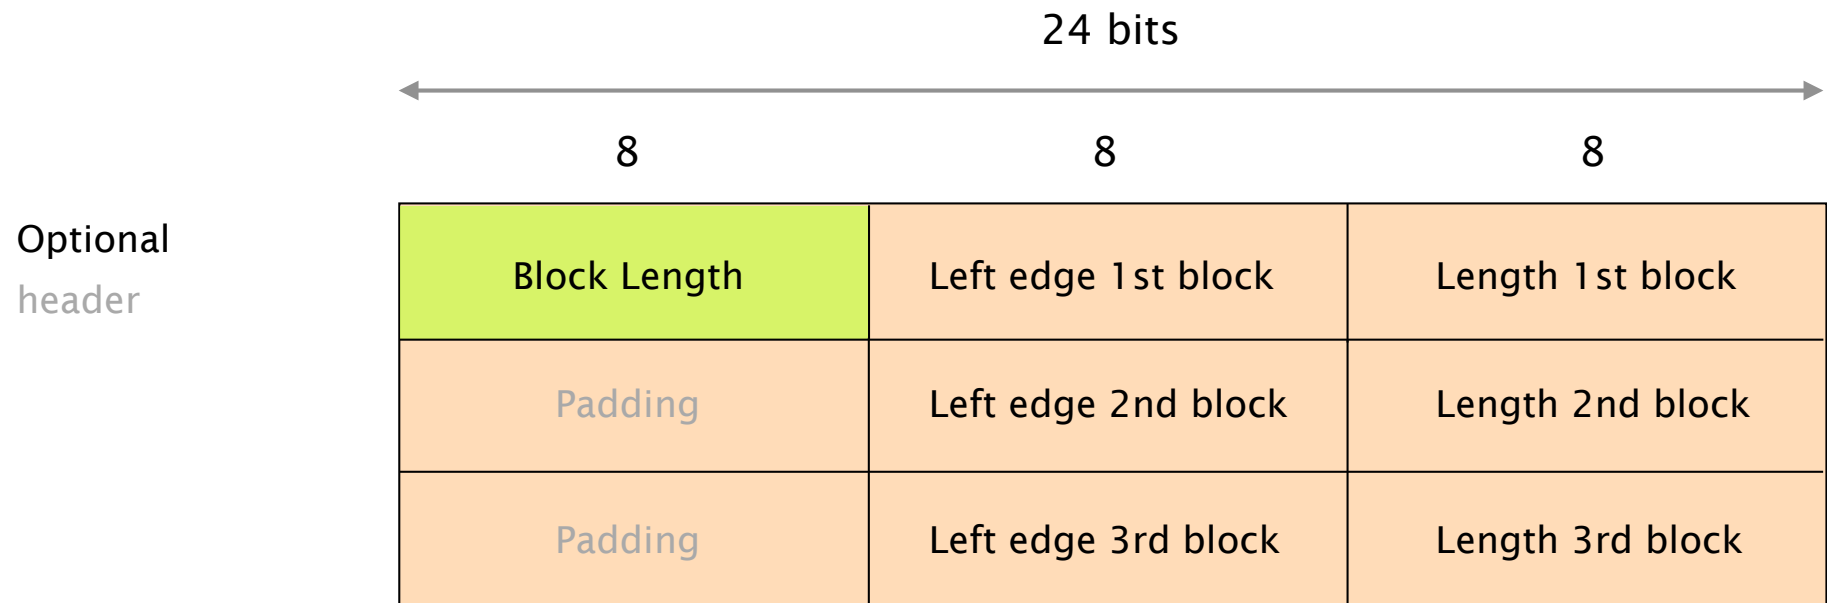 24 bits
8 8 8
Optional
header
Block Length Left edge 1st block Length 1st block
Padding Left edge 2nd block Length 2nd block
Padding Left edge 3rd block Length 3rd block